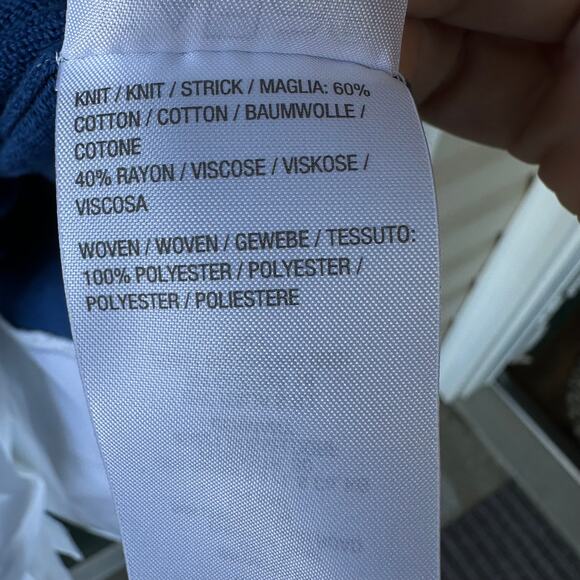 KNIT / KNIT / STRICK / MAGLIA: 60%
COTTON / COTTON / BAUMWOLLE /
COTONE
40% RAYON / VISCOSE / VISKOSE /
VISCOSA
WOVEN / WOVEN / GEWEBE / TESSUTO:
100% POLYESTER / POLYESTER /
POLYESTER / POLIESTERE